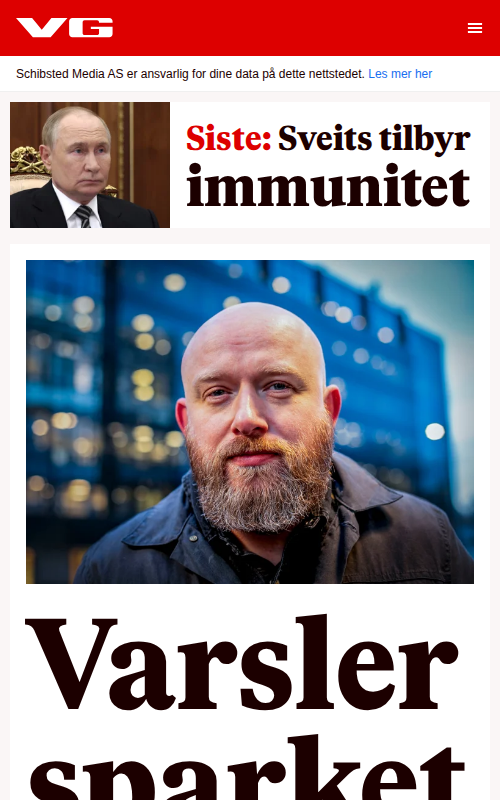 VG
Schibsted Media AS er ansvarlig for dine data på dette nettstedet. Les mer her
Siste: Sveits tilbyr
immunitet
Varsler
sparket